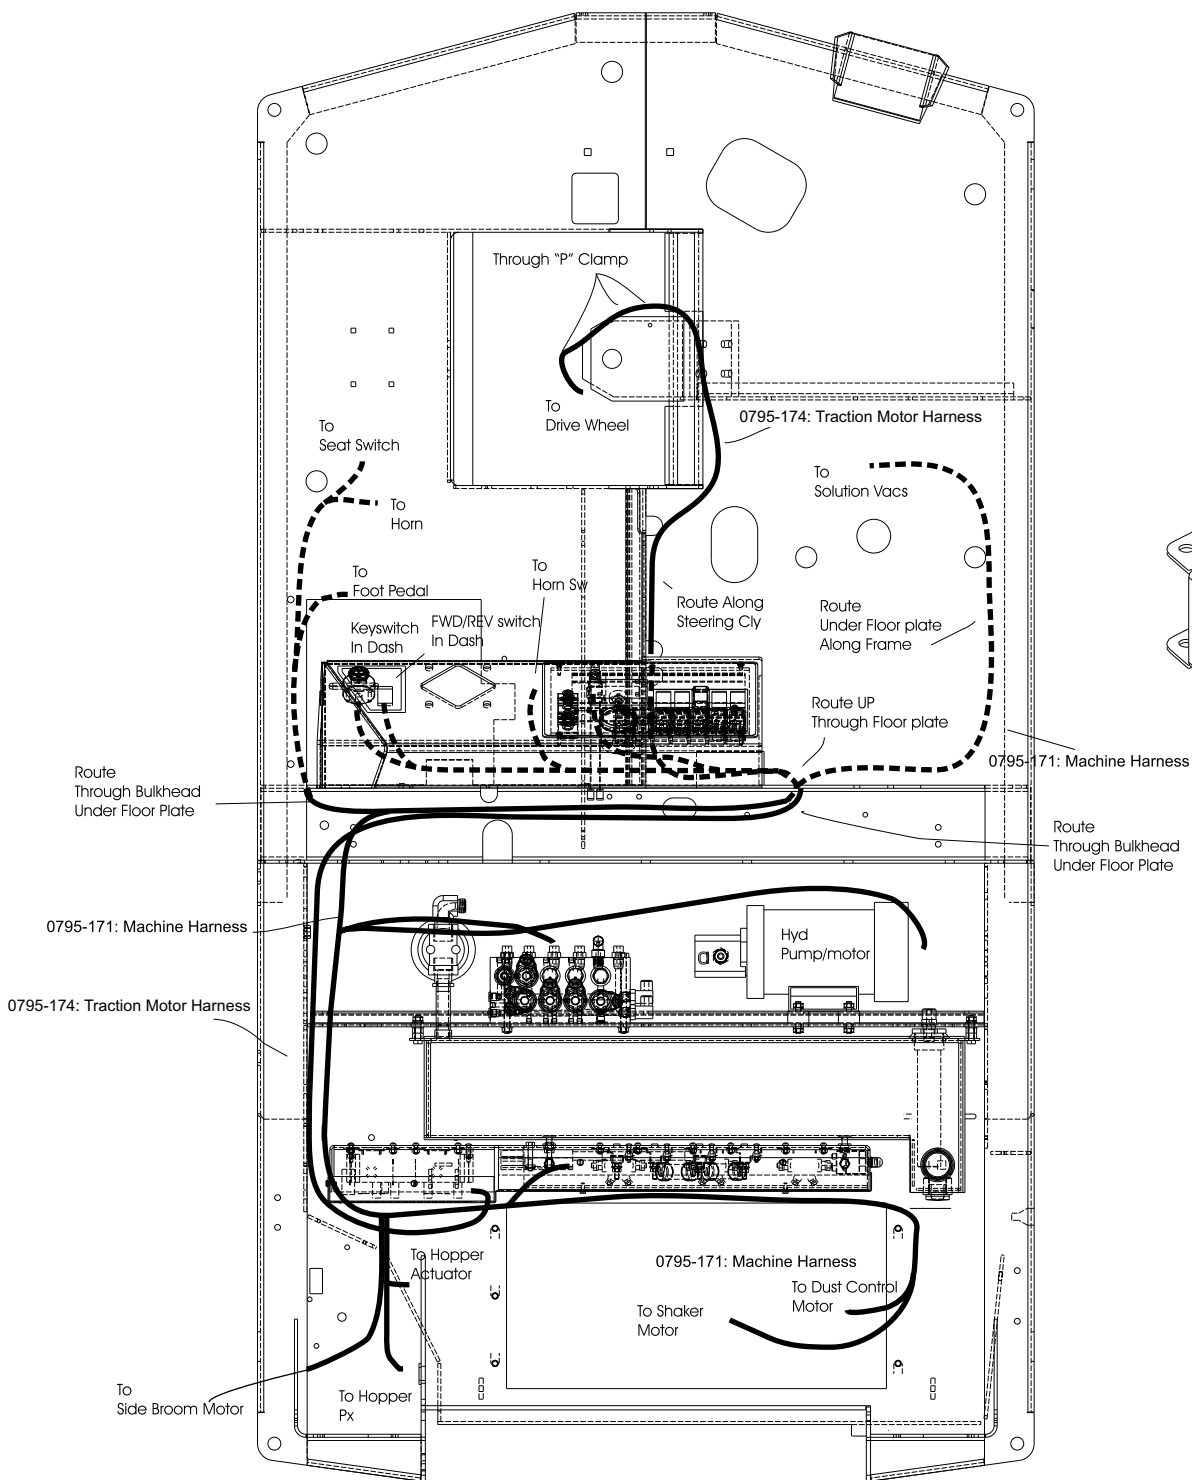 Through “P” Clamp
To
Drive Wheel
0795-174: Traction Motor Harness
To
Seat Switch
To
Solution Vacs
To
Horn
To
Foot Pedal
To
Horn Sw
Route Along
Steering Cly
Route
Under Floor plate
Along Frame
Keyswitch
In Dash
FWD/REV switch
In Dash
Route UP
Through Floor plate
0795-171: Machine Harness
Route
Through Bulkhead
Under Floor Plate
Route
Through Bulkhead
Under Floor Plate
0795-171: Machine Harness
Hyd
Pump/motor
0795-174: Traction Motor Harness
To Hopper
Actuator
0795-171: Machine Harness
To Dust Control
Motor
To Shaker
Motor
To
Side Broom Motor
To Hopper
Px